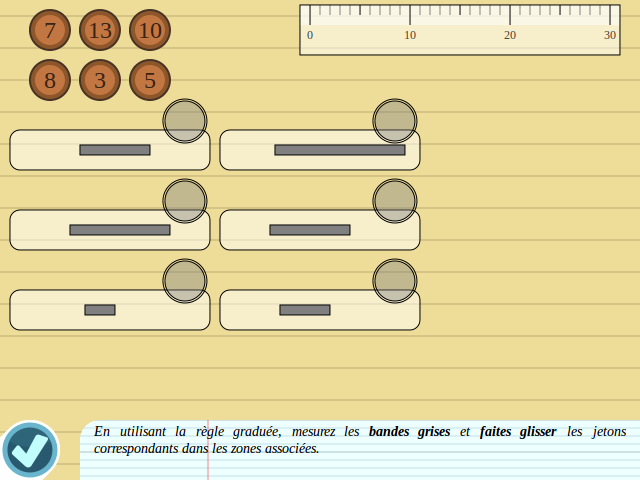 7 13 10
8 3 5
0 10 20 30
En utilisant la règle graduée, mesurez les bandes grises et faites glisser les jetons
correspondants dans les zones associées.